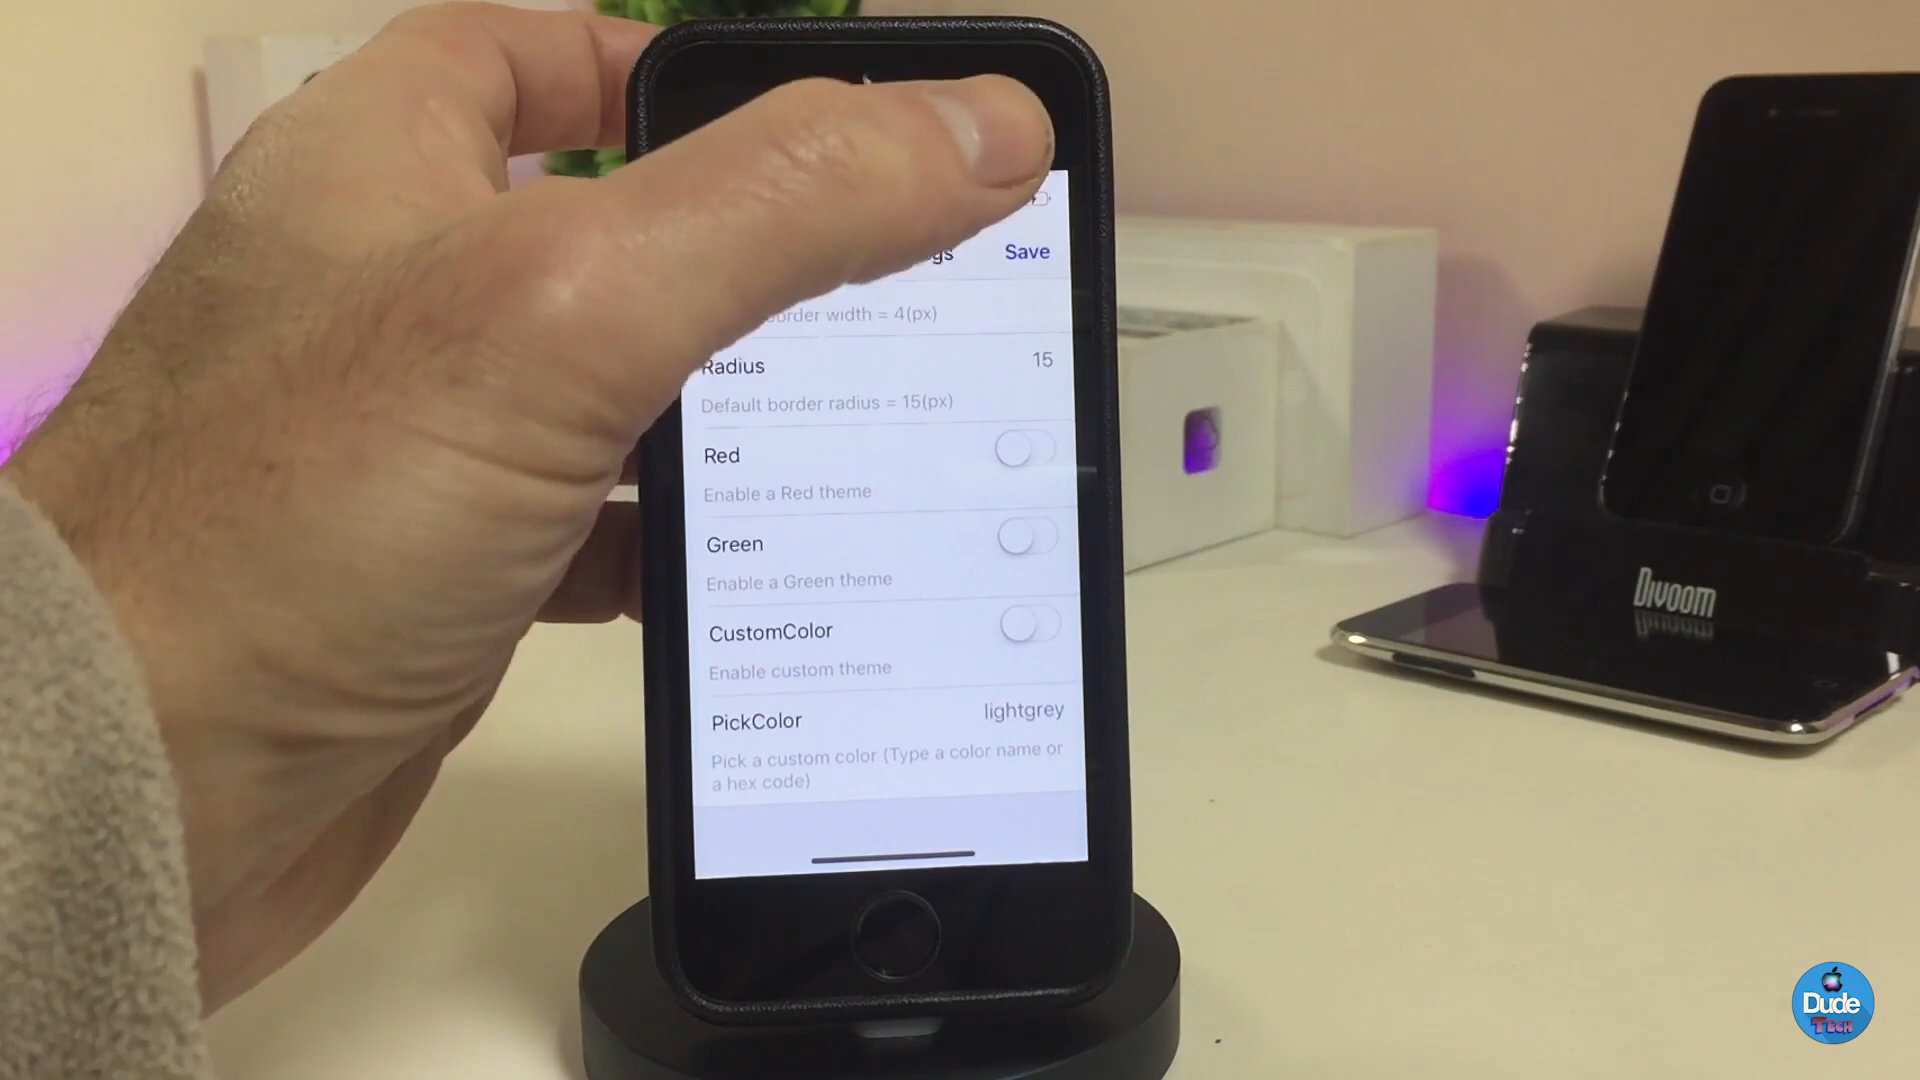 Save
border width = 4(px)
Radius
15
Default border radius = 15(px)
Red
Enable a Red theme
Green
Enable a Green theme
CustomColor
Enable custom theme
PickColor
lightgrey
Pick a custom color (Type a color name or
a hex code)
Divoom
Dude
TECH